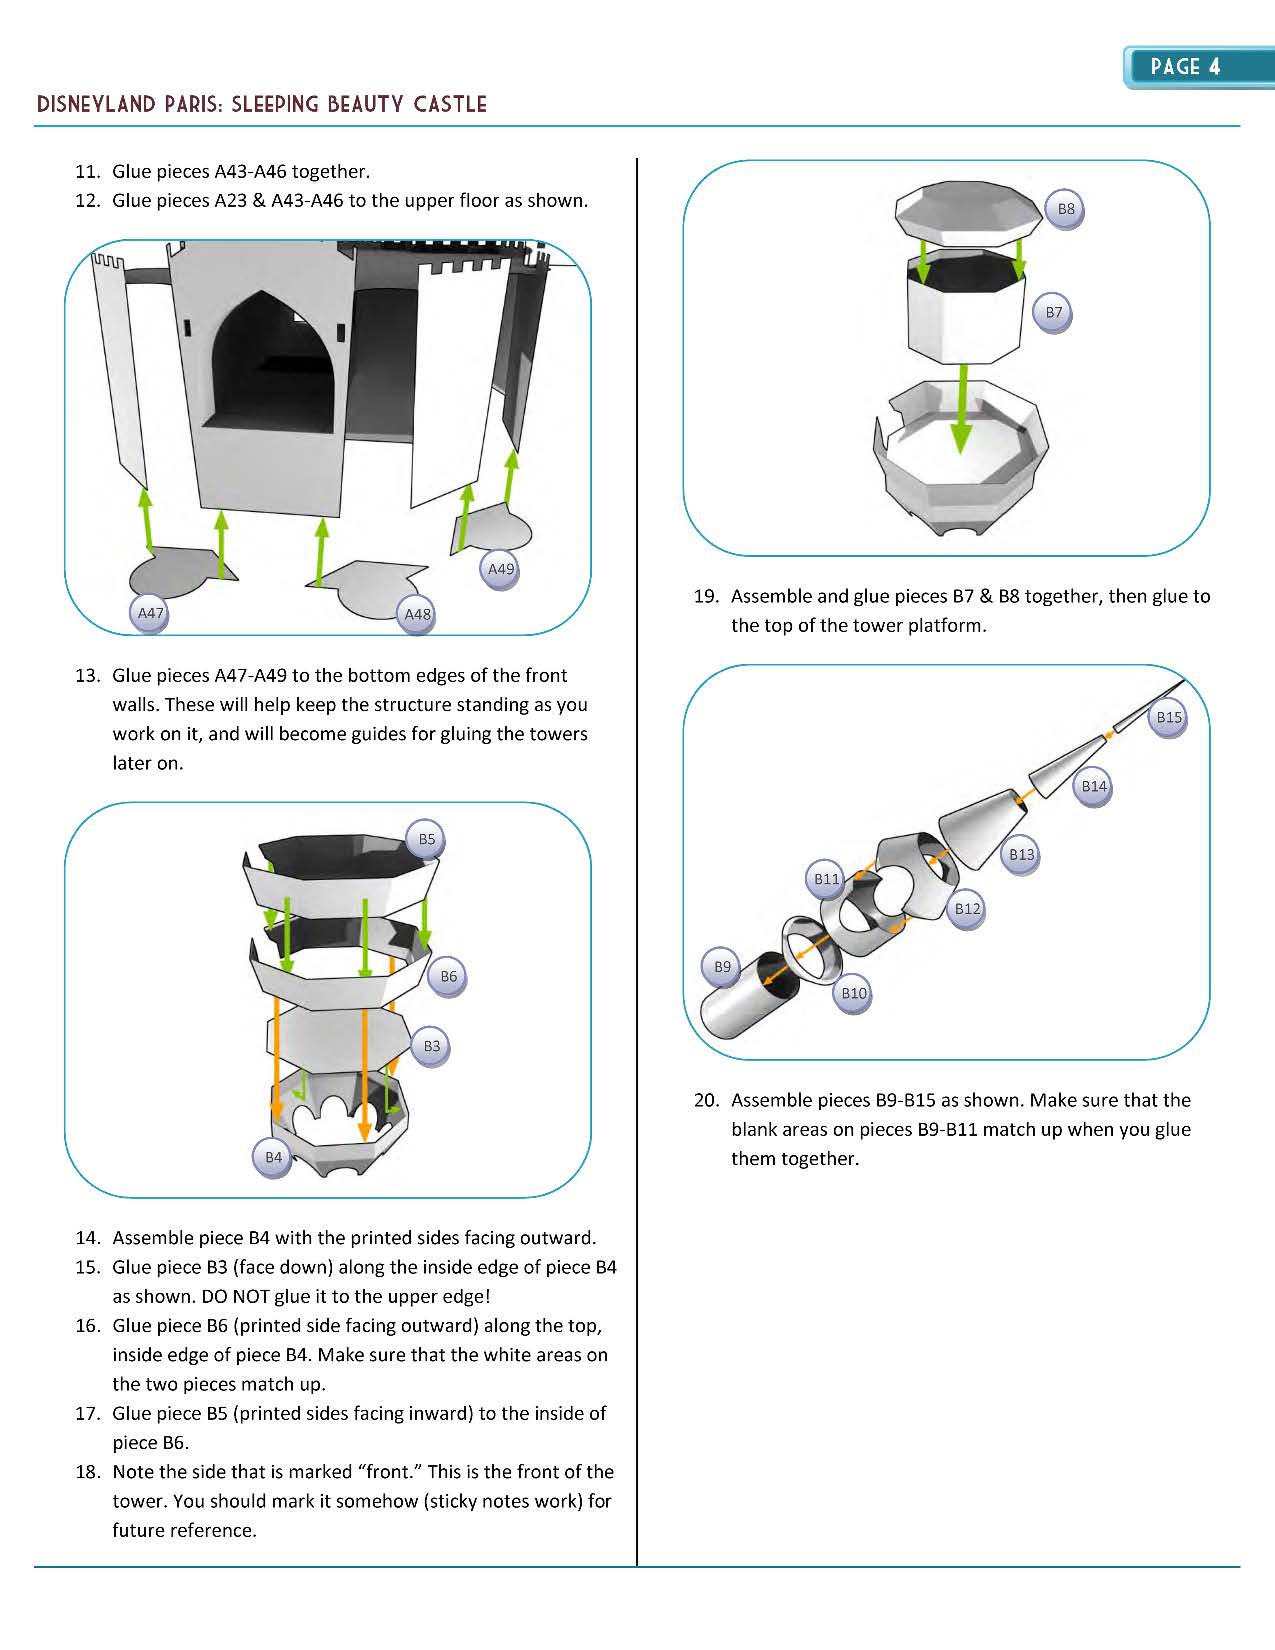 PAGE 4
DISNEYLAND PARIS: SLEEPING BEAUTY CASTLE
11. Glue pieces A43-A46 together.
12. Glue pieces A23 & A43-A46 to the upper floor as shown.
A49
A47
A48
13. Glue pieces A47-A49 to the bottom edges of the front
walls. These will help keep the structure standing as you
work on it, and will become guides for gluing the towers
later on.
B5
B6
B3
B4
14. Assemble piece B4 with the printed sides facing outward.
15. Glue piece B3 (face down) along the inside edge of piece B4
as shown. DO NOT glue it to the upper edge!
16. Glue piece B6 (printed side facing outward) along the top,
inside edge of piece B4. Make sure that the white areas on
the two pieces match up.
17. Glue piece B5 (printed sides facing inward) to the inside of
piece B6.
18. Note the side that is marked “front.” This is the front of the
tower. You should mark it somehow (sticky notes work) for
future reference.
B8
B7
19. Assemble and glue pieces B7 & B8 together, then glue to
the top of the tower platform.
B15
B14
B13
B11
B12
B9
B10
20. Assemble pieces B9-B15 as shown. Make sure that the
blank areas on pieces B9-B11 match up when you glue
them together.